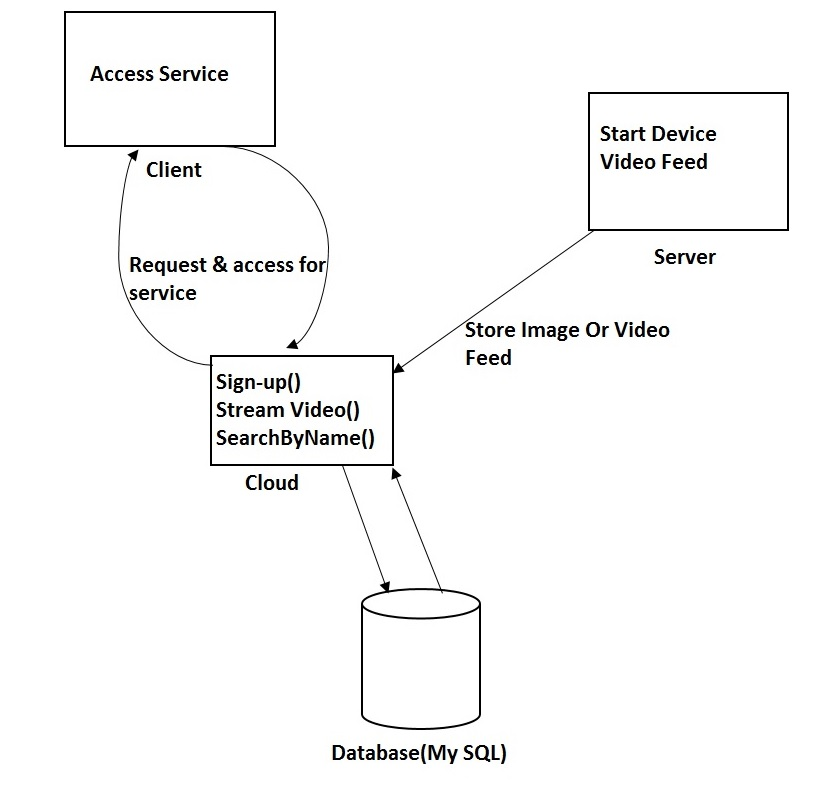 Access Service
Start Device
Video Feed
Client
Server
Request & access for
service
Store Image Or Video
Feed
Sign-up()
Stream Video()
SearchByName()
Cloud
Database(My SQL)